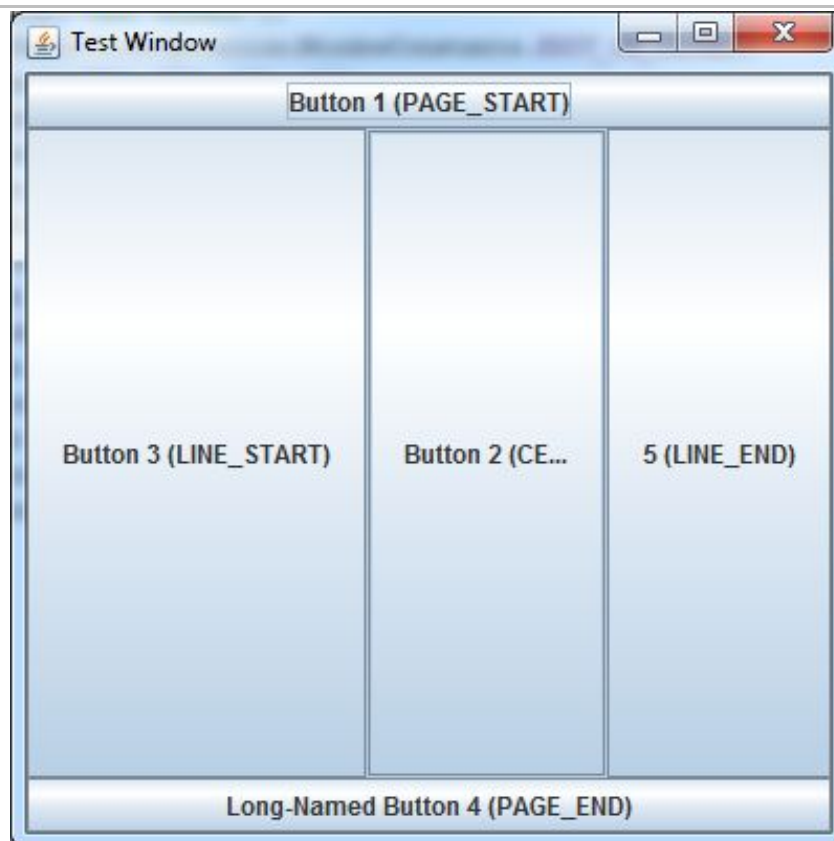 Test Window
Button 1 (PAGE_START)
Button 3 (LINE_START)
Button 2 (CE...
5 (LINE_END)
Long-Named Button 4 (PAGE_END)